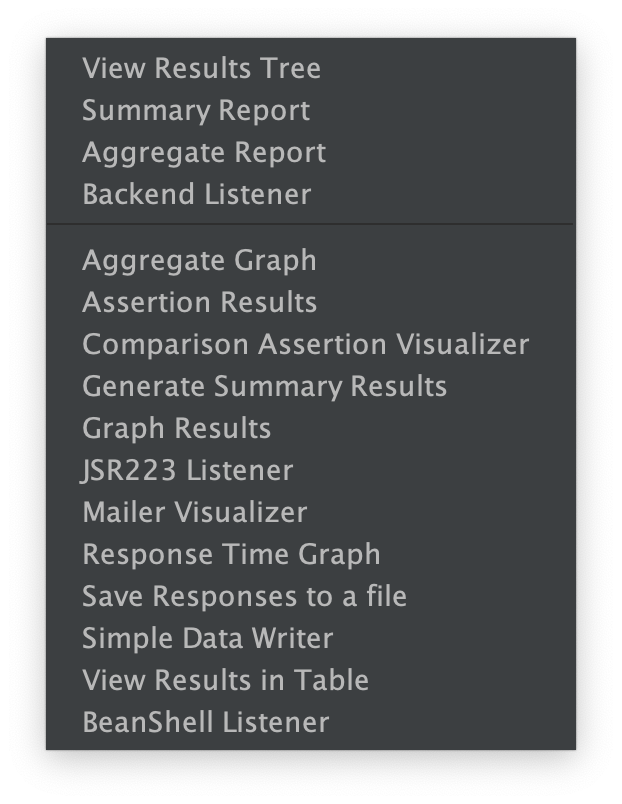 View Results Tree
Summary Report
Aggregate Report
Backend Listener
Aggregate Graph
Assertion Results
Comparison Assertion Visualizer
Generate Summary Results
Graph Results
JSR223 Listener
Mailer Visualizer
Response Time Graph
Save Responses to a file
Simple Data Writer
View Results in Table
BeanShell Listener